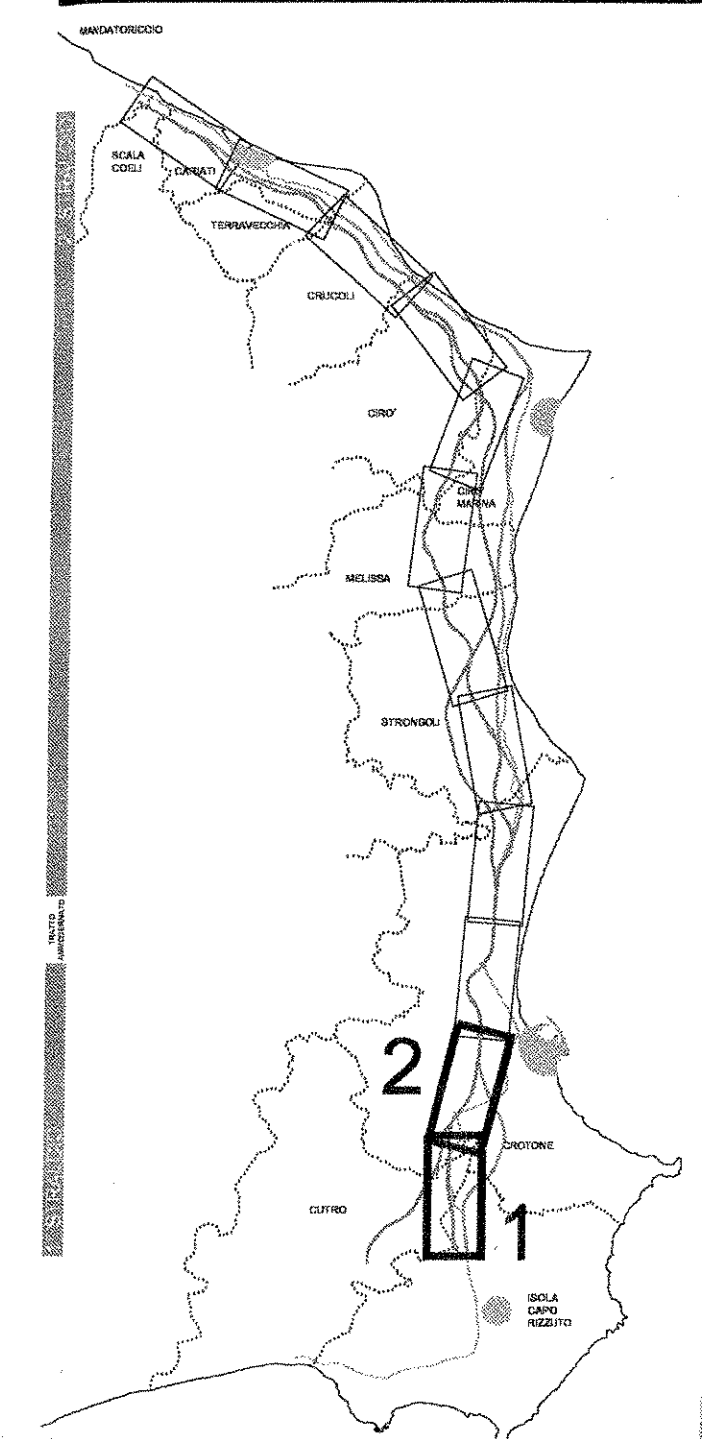 MANDATORICCIO
SCALA
COELI
CARIATI
TERRAVECCHIA
CRUCOLI
CIRO'
CIRO'
MARINA
MELISSA
STRONGOLI
TRATTO
2
CROTONE
CUTRO
1
ISOLA
CAPO
RIZZUTO